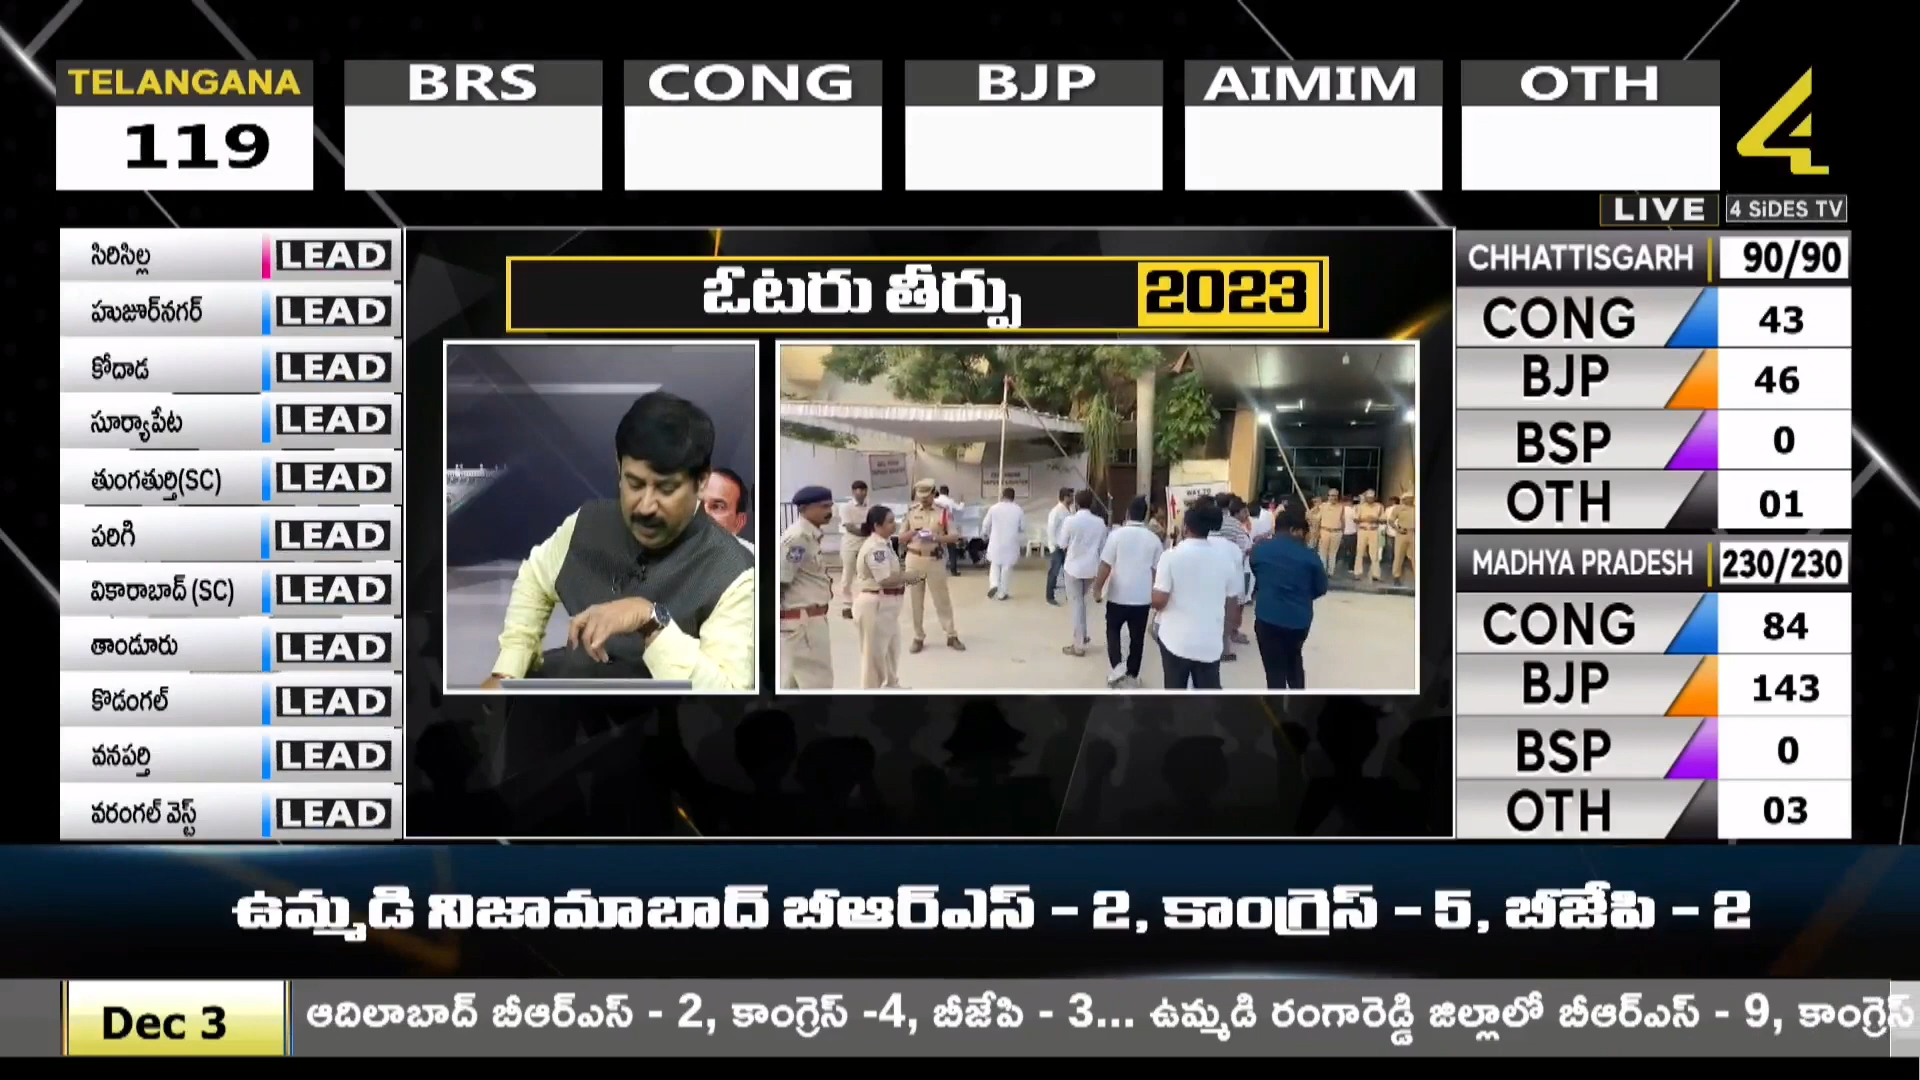 TELANGANA
119
BRS
CONG
BJP
AIMIM
OTH
4
LIVE
4 SiDES TV
సిరిసిల్ల LEAD
హుజూర్‌నగర్ LEAD
కోదాడ LEAD
సూర్యాపేట LEAD
తుంగతుర్తి(SC) LEAD
పరిగి LEAD
వికారాబాద్ (SC) LEAD
తాండూరు LEAD
కొడంగల్ LEAD
వనపర్తి LEAD
వరంగల్ వెస్ట్ LEAD
ఓటరు తీర్పు 2023
WAY TO
CHHATTISGARH 90/90
CONG 43
BJP 46
BSP 0
OTH 01
MADHYA PRADESH 230/230
CONG 84
BJP 143
BSP 0
OTH 03
ఉమ్మడి నిజామాబాద్ బీఆర్ఎస్ - 2, కాంగ్రెస్ - 5, బీజేపి - 2
Dec 3
ఆదిలాబాద్ బీఆర్ఎస్ - 2, కాంగ్రెస్ -4, బీజేపి - 3... ఉమ్మడి రంగారెడ్డి జిల్లాలో బీఆర్ఎస్ - 9, కాంగ్రెస్